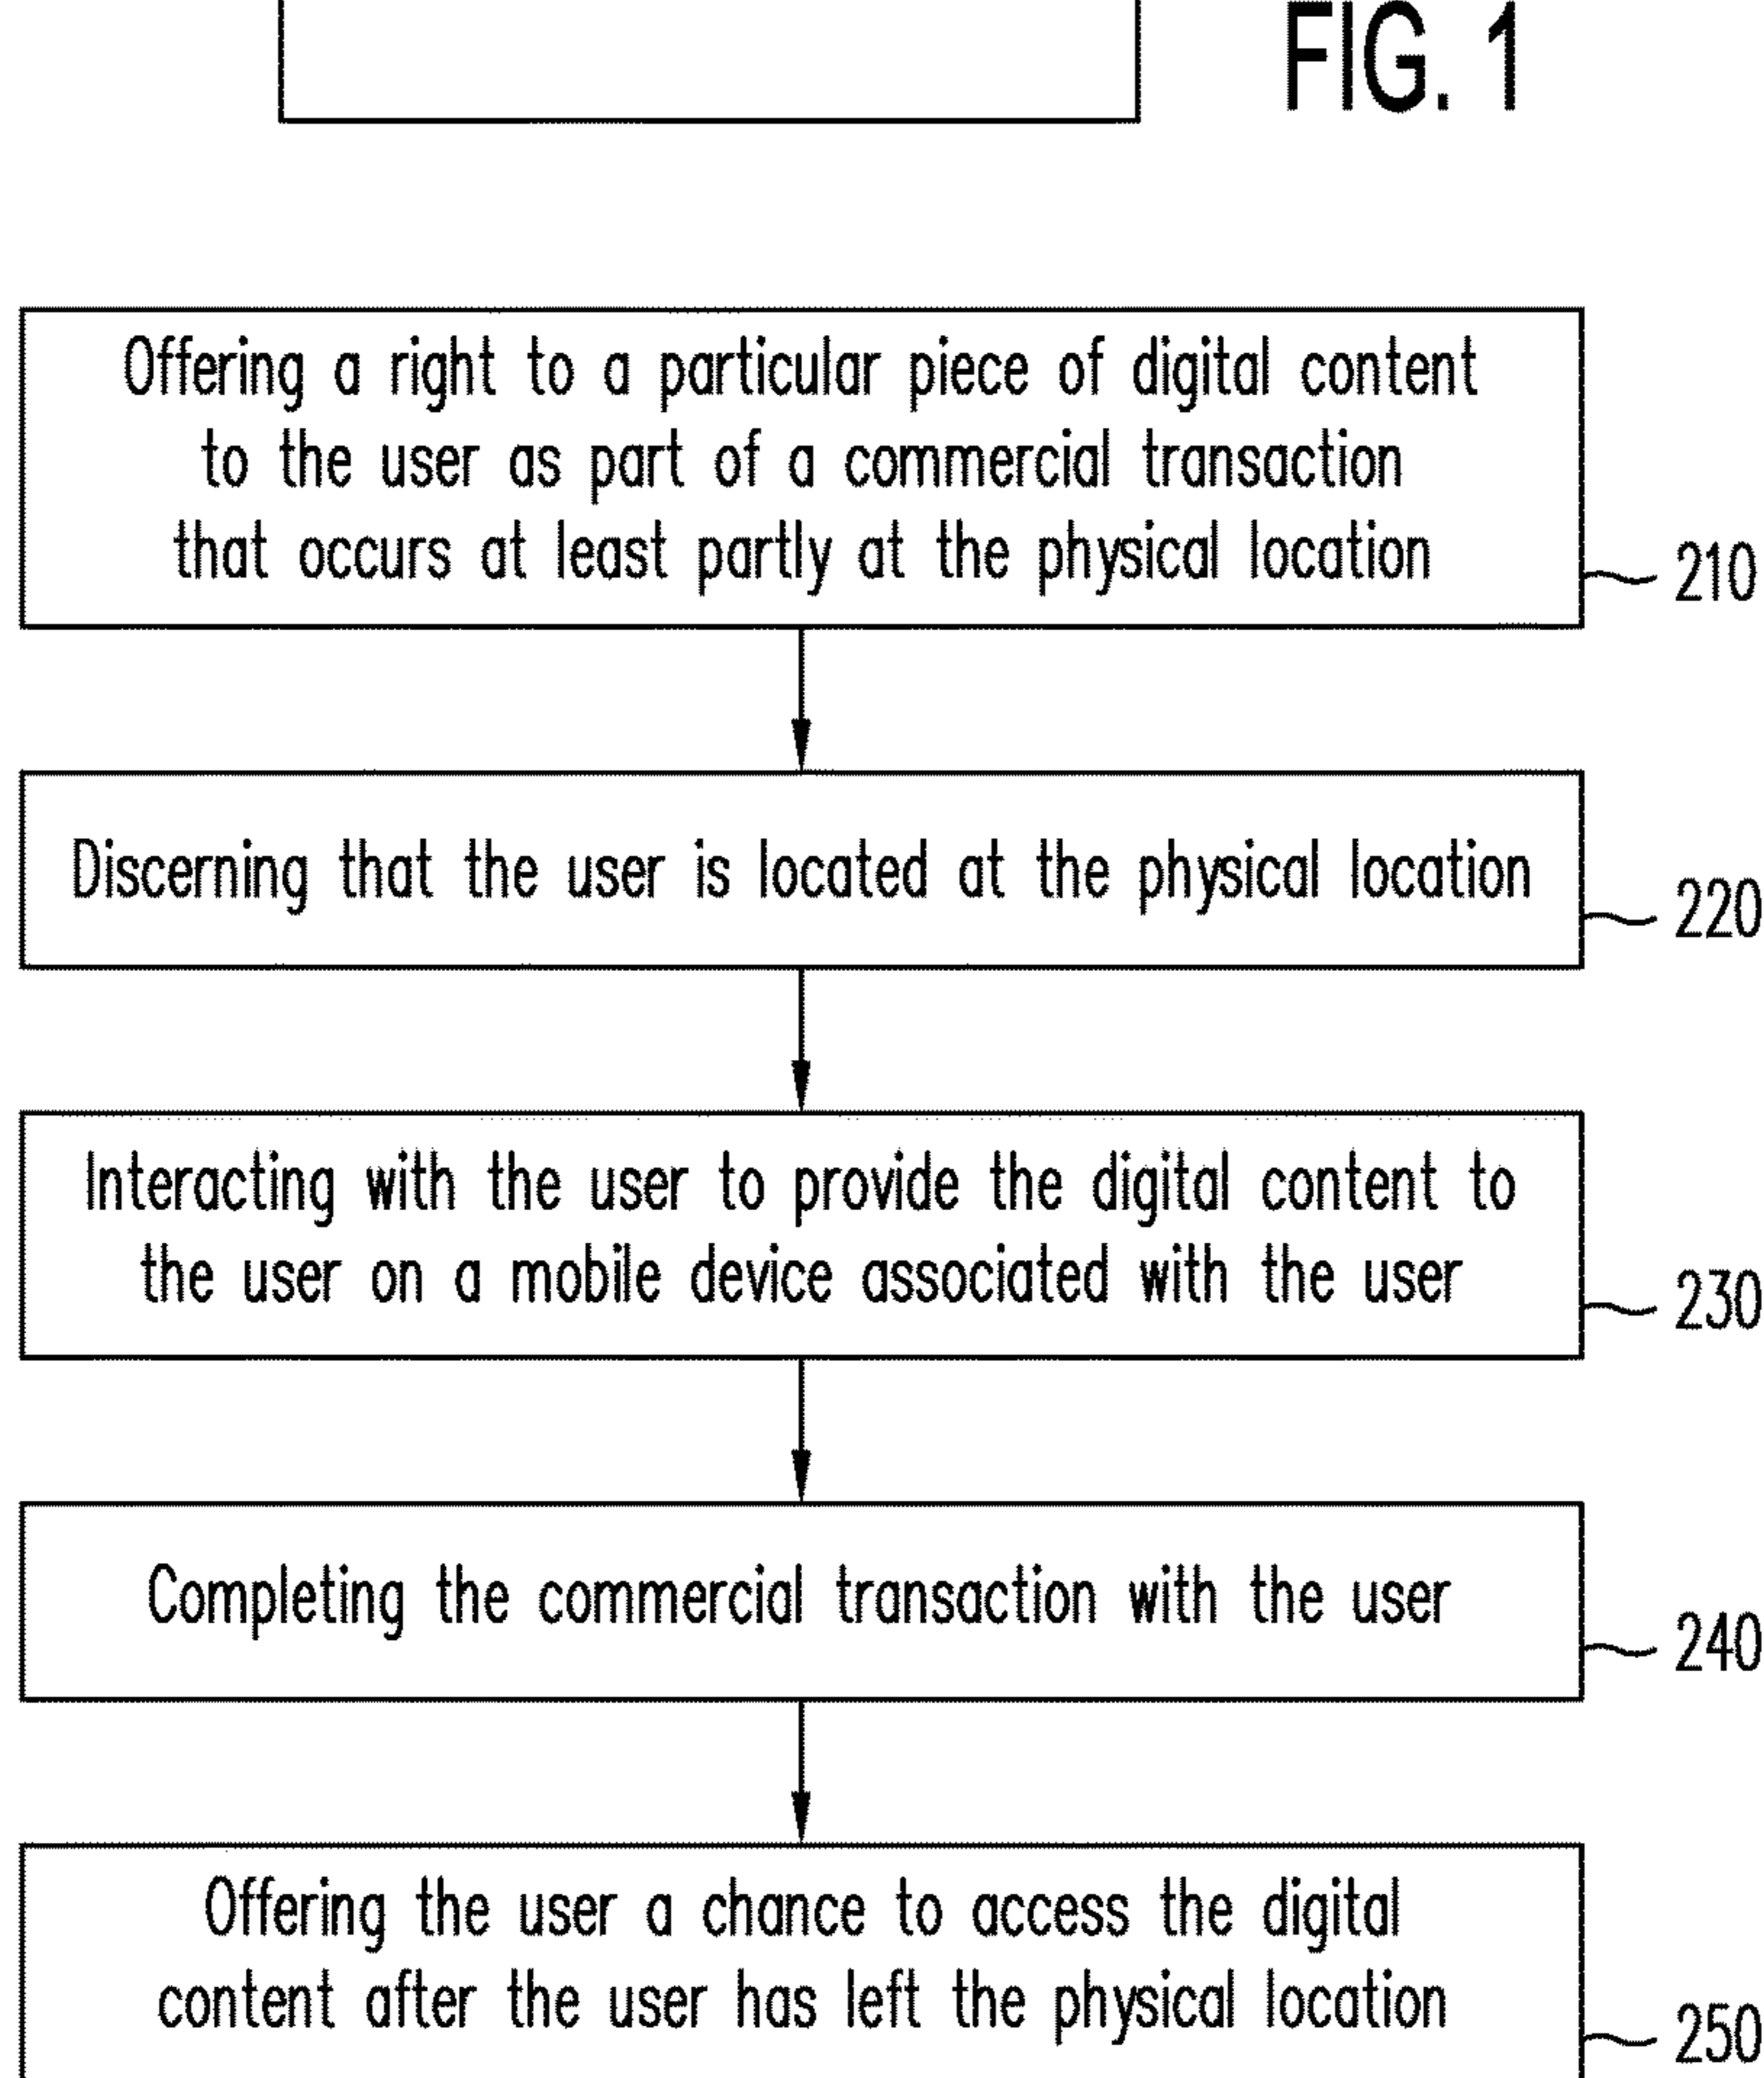 FIG. 1
Offering a right to a particular piece of digital content
to the user as part of a commercial transaction
that occurs at least partly at the physical location
210
Discerning that the user is located at the physical location
220
Interacting with the user to provide the digital content to
the user on a mobile device associated with the user
230
Completing the commercial transaction with the user
240
Offering the user a chance to access the digital
content after the user has left the physical location
250